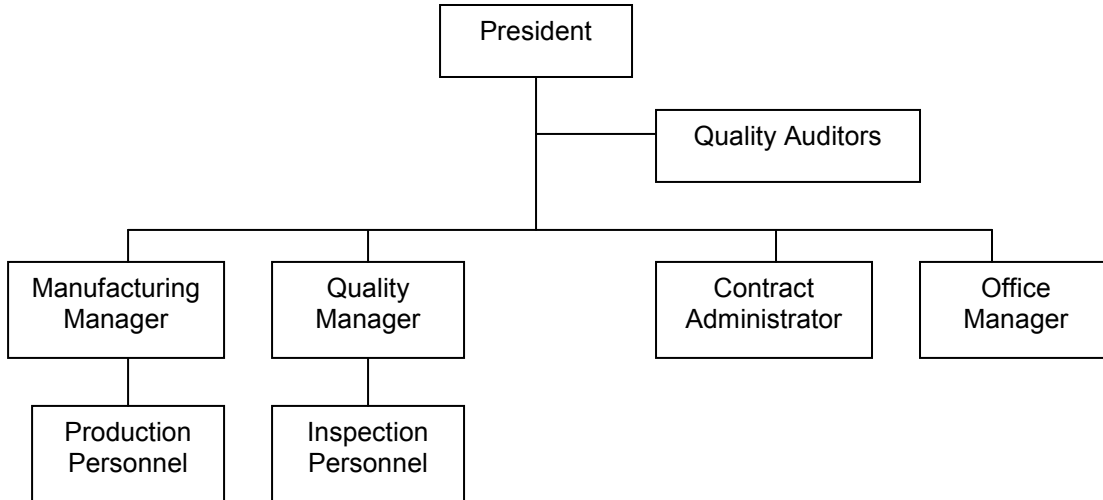 President
Quality Auditors
Manufacturing
Manager
Quality
Manager
Contract
Administrator
Office
Manager
Production
Personnel
Inspection
Personnel